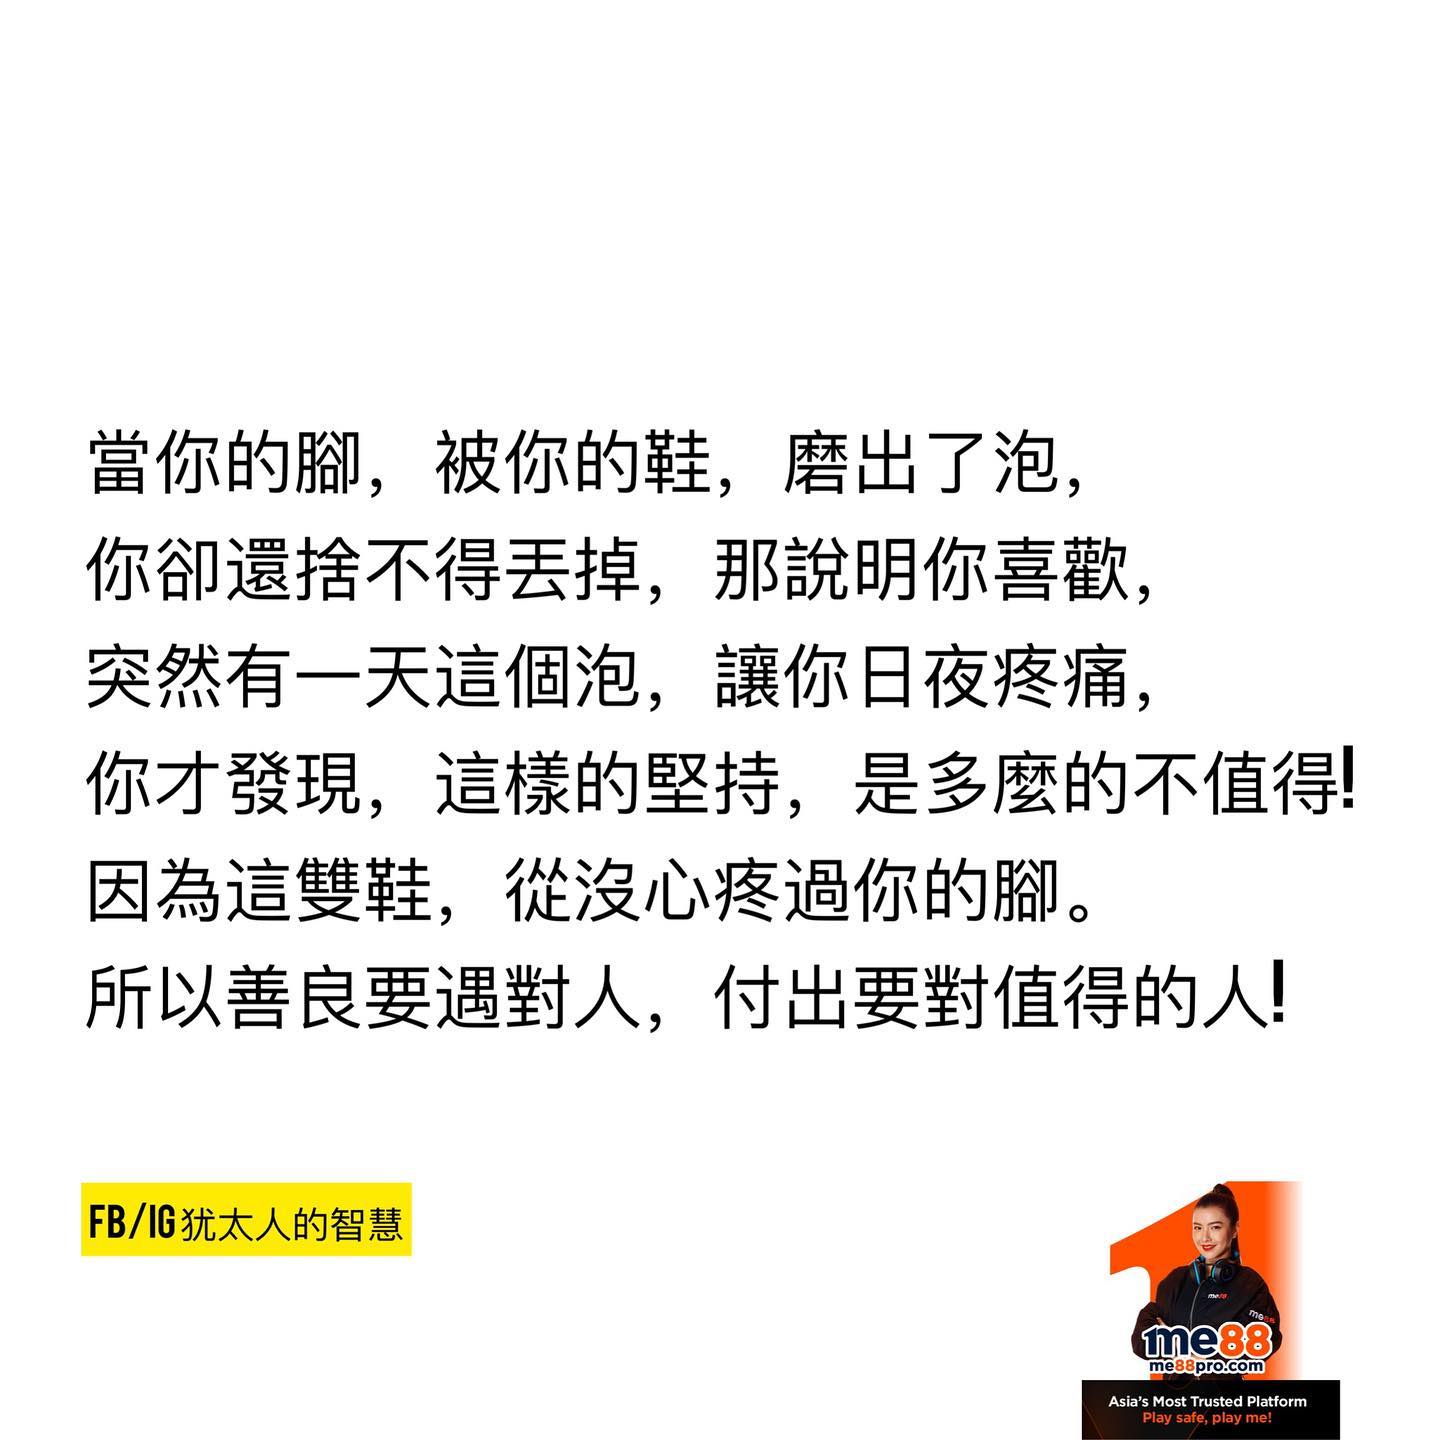 當你的腳，被你的鞋，磨出了泡，
你卻還捨不得丟掉，那說明你喜歡，
突然有一天這個泡，讓你日夜疼痛，
你才發現，這樣的堅持，是多麼的不值得!
因為這雙鞋，從沒心疼過你的腳。
所以善良要遇對人，付出要對值得的人!
FB/IG 犹太人的智慧
me88
me88
1me88
me88pro.com
Asia's Most Trusted Platform
Play safe, play me!